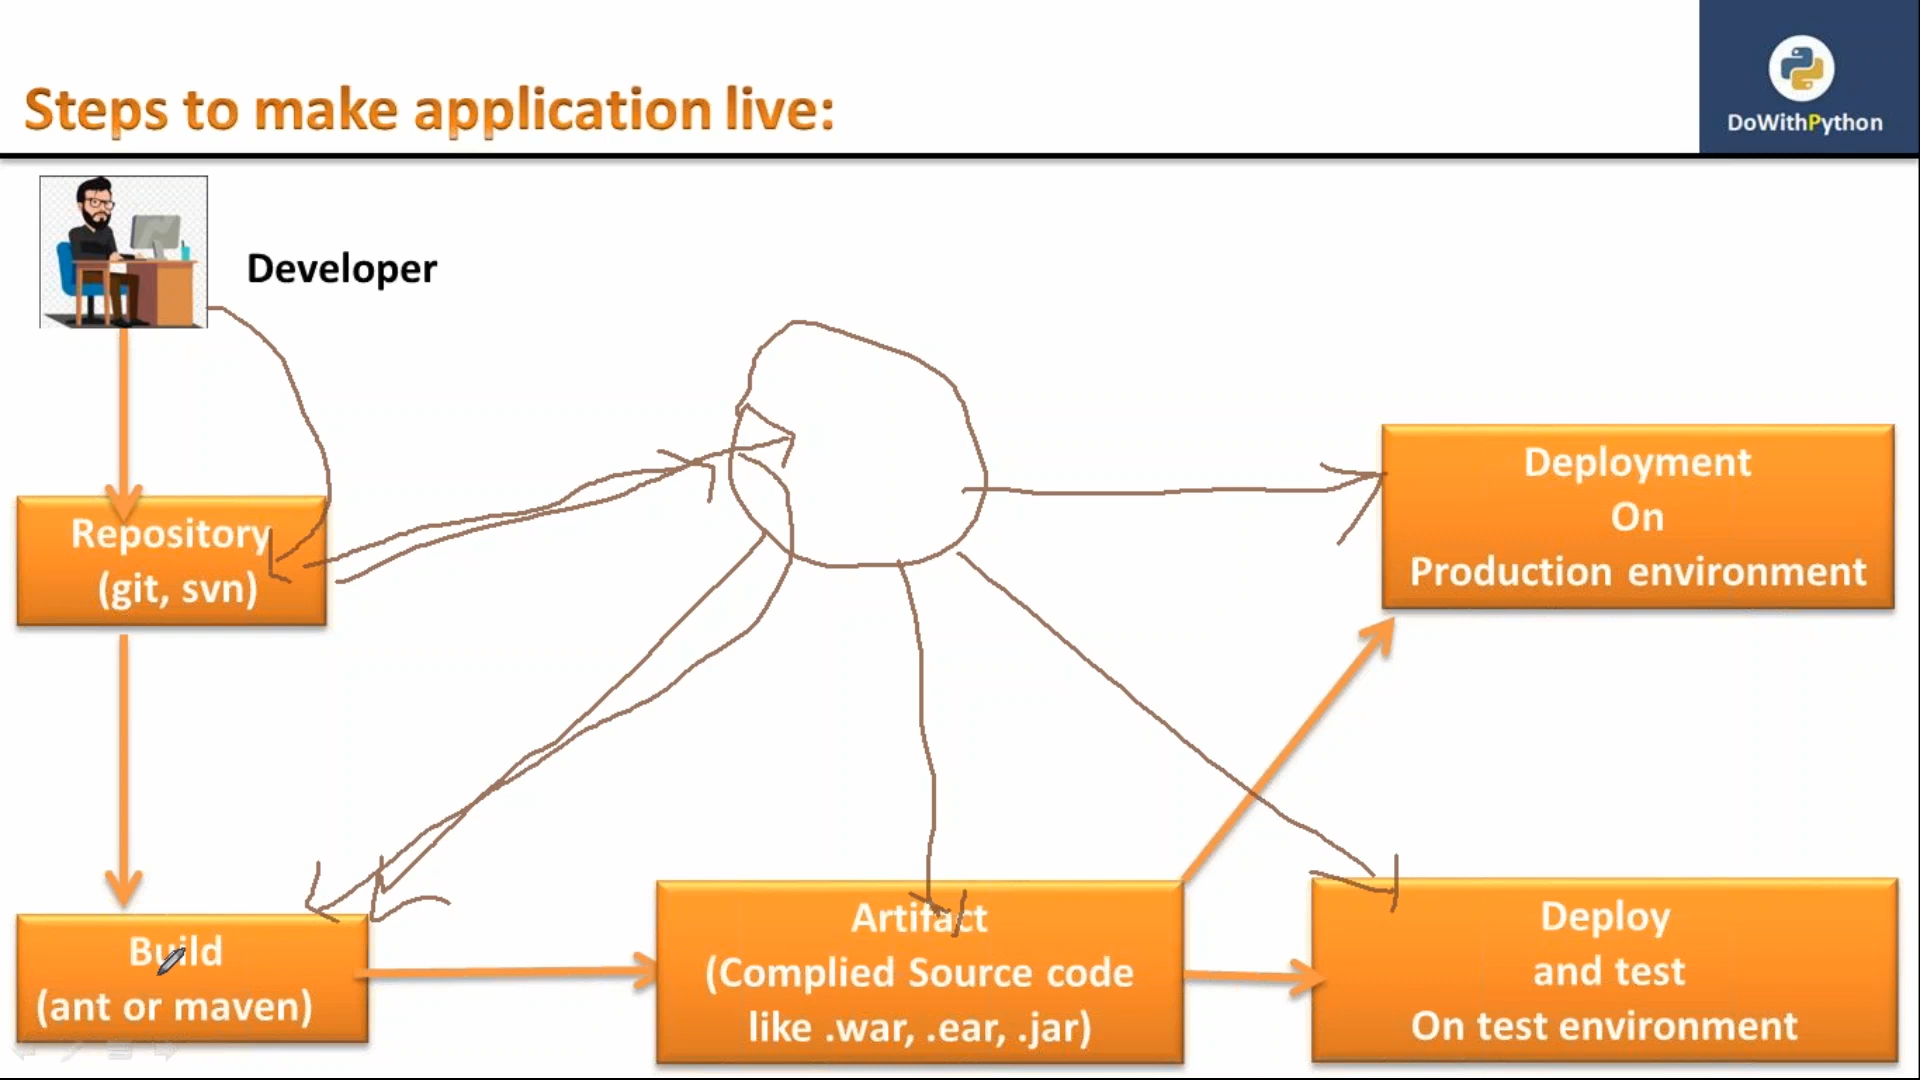 Steps to make application live:
DoWithPython
Developer
Repository
(git, svn)
Deployment
On
Production environment
Build
(ant or maven)
Artifact
(Complied Source code
like .war, .ear, .jar)
Deploy
and test
On test environment